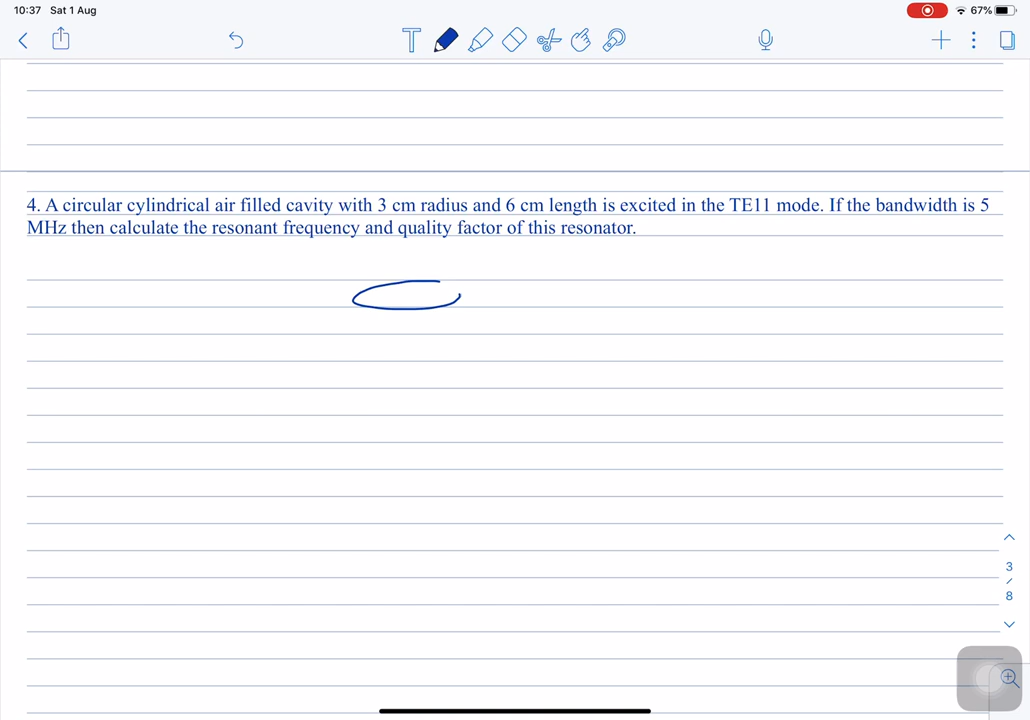 10:37 Sat 1 Aug
67%
T
4. A circular cylindrical air filled cavity with 3 cm radius and 6 cm length is excited in the TE11 mode. If the bandwidth is 5
MHz then calculate the resonant frequency and quality factor of this resonator.
3
/
8